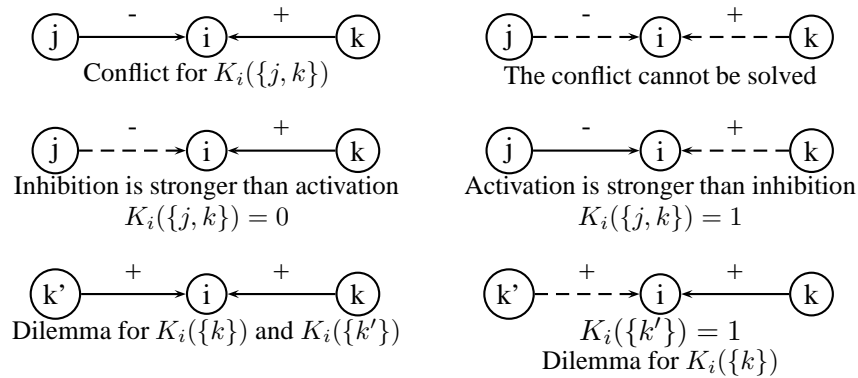 - +
j i k
Conflict for $K_i(\{j, k\})$
- +
j i k
The conflict cannot be solved
- +
j i k
Inhibition is stronger than activation
$K_i(\{j, k\}) = 0$
- +
j i k
Activation is stronger than inhibition
$K_i(\{j, k\}) = 1$
+ +
k' i k
Dilemma for $K_i(\{k\})$ and $K_i(\{k'\})$
+ +
k' i k
$K_i(\{k'\}) = 1$
Dilemma for $K_i(\{k\})$